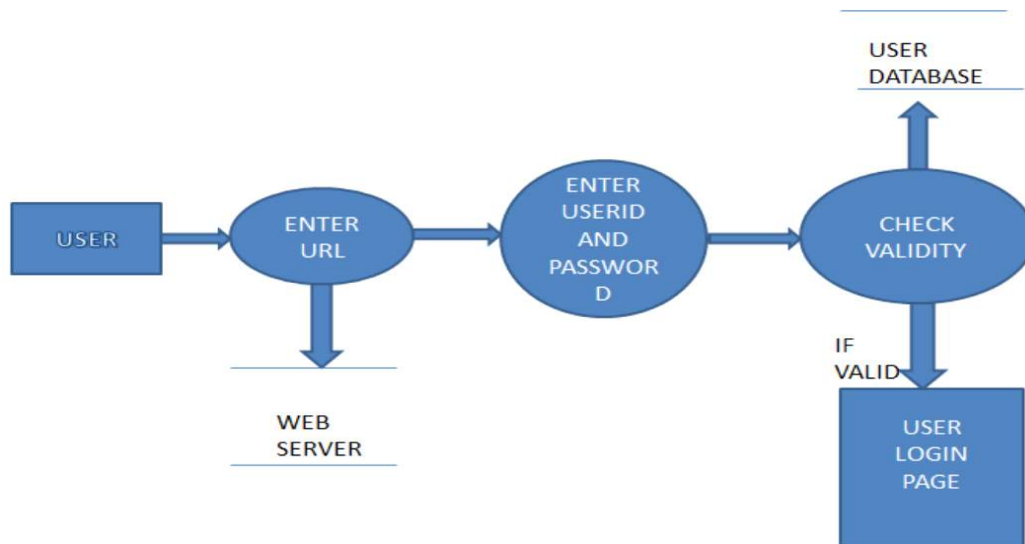 USER
ENTER
URL
WEB
SERVER
ENTER
USERID
AND
PASSWOR
D
CHECK
VALIDITY
USER
DATABASE
IF
VALID
USER
LOGIN
PAGE